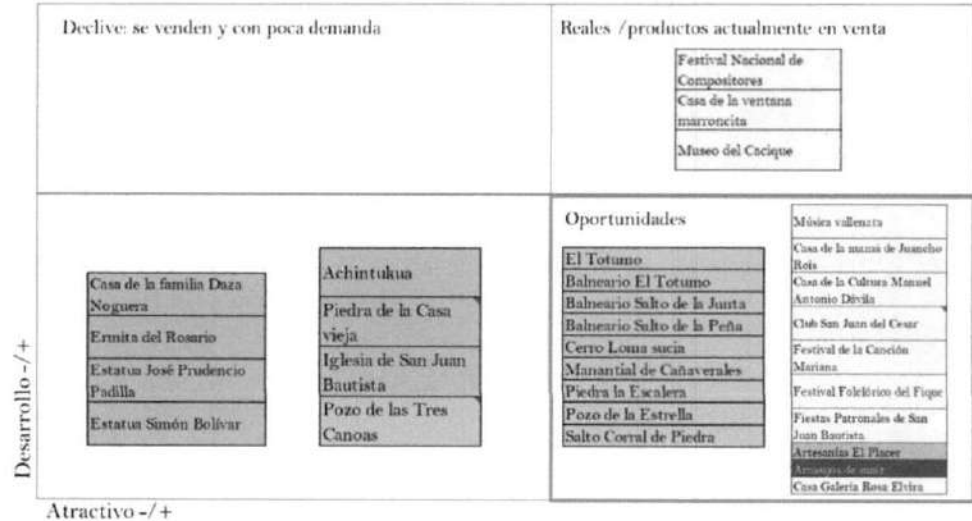 Declive: se venden y con poca demanda
Reales /productos actualmente en venta
Festival Nacional de
Compositores
Casa de la ventana
marroncita
Museo del Cacique
Casa de la familia Daza
Noguera
Ermita del Rosario
Estatua José Prudencio
Padilla
Estatua Simón Bolívar
Achintukua
Piedra de la Casa
vieja
Iglesia de San Juan
Bautista
Pozo de las Tres
Canoas
Oportunidades
El Totumo
Balneario El Totumo
Balneario Salto de la Junta
Balneario Salto de la Peña
Cerro Loma sucia
Manantial de Cañaverales
Piedra la Escalera
Pozo de la Estrella
Salto Corral de Piedra
Música vallenata
Casa de la mamá de Juancho
Rois
Casa de la Cultura Manuel
Antonio Dávila
Club San Juan del Cesar
Festival de la Canción
Mariana
Festival Folclórico del Fique
Fiestas Patronales de San
Juan Bautista
Artesanías El Placer
de
Casa Galería Rosa Elvira
Desarrollo -/+
Atractivo -/+